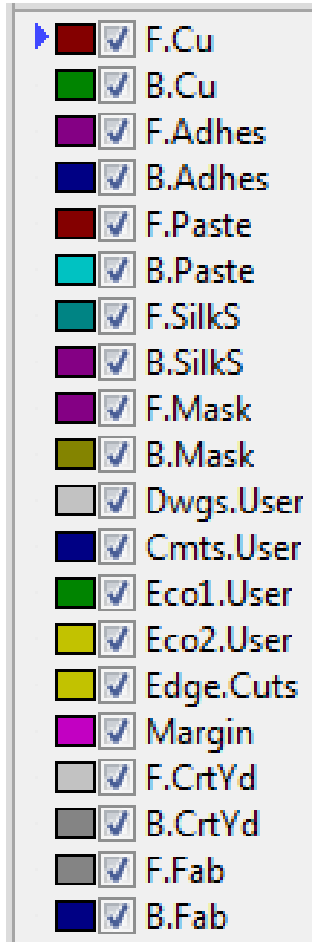 F.Cu
B.Cu
F.Adhes
B.Adhes
F.Paste
B.Paste
F.SilkS
B.SilkS
F.Mask
B.Mask
Dwgs.User
Cmts.User
Eco1.User
Eco2.User
Edge.Cuts
Margin
F.CrtYd
B.CrtYd
F.Fab
B.Fab